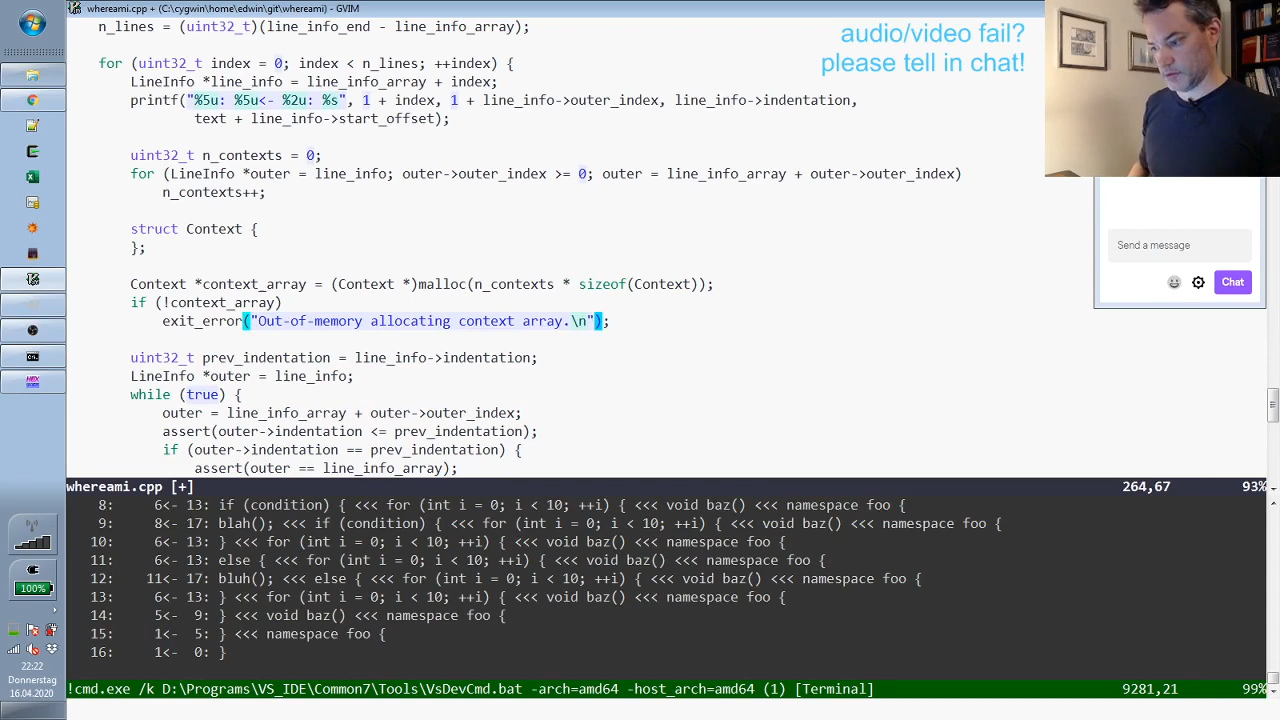 whereami.cpp + (C:\cygwin\home\edwin\git\whereami) - GVIM
n_lines = (uint32_t)(line_info_end - line_info_array);
for (uint32_t index = 0; index < n_lines; ++index) {
LineInfo *line_info = line_info_array + index;
printf("%5u: %5u<- %2u: %s", 1 + index, 1 + line_info->outer_index, line_info->indentation,
text + line_info->start_offset);
uint32_t n_contexts = 0;
for (LineInfo *outer = line_info; outer->outer_index >= 0; outer = line_info_array + outer->outer_index)
n_contexts++;
struct Context {
};
Context *context_array = (Context *)malloc(n_contexts * sizeof(Context));
if (!context_array)
exit_error("Out-of-memory allocating context array.\n");
uint32_t prev_indentation = line_info->indentation;
LineInfo *outer = line_info;
while (true) {
outer = line_info_array + outer->outer_index;
assert(outer->indentation <= prev_indentation);
if (outer->indentation == prev_indentation) {
assert(outer == line_info_array);
whereami.cpp [+] 264,67 93%
8: 6<- 13: if (condition) { <<< for (int i = 0; i < 10; ++i) { <<< void baz() <<< namespace foo {
9: 8<- 17: blah(); <<< if (condition) { <<< for (int i = 0; i < 10; ++i) { <<< void baz() <<< namespace foo {
10: 6<- 13: } <<< for (int i = 0; i < 10; ++i) { <<< void baz() <<< namespace foo {
11: 6<- 13: else { <<< for (int i = 0; i < 10; ++i) { <<< void baz() <<< namespace foo {
12: 11<- 17: bluh(); <<< else { <<< for (int i = 0; i < 10; ++i) { <<< void baz() <<< namespace foo {
13: 6<- 13: } <<< for (int i = 0; i < 10; ++i) { <<< void baz() <<< namespace foo {
14: 5<- 9: } <<< void baz() <<< namespace foo {
15: 1<- 5: } <<< namespace foo {
16: 1<- 0: }
!cmd.exe /k D:\Programs\VS_IDE\Common7\Tools\VsDevCmd.bat -arch=amd64 -host_arch=amd64 (1) [Terminal] 9281,21 99%
audio/video fail?
please tell in chat!
Send a message
Chat
100%
22:22
Donnerstag
16.04.2020